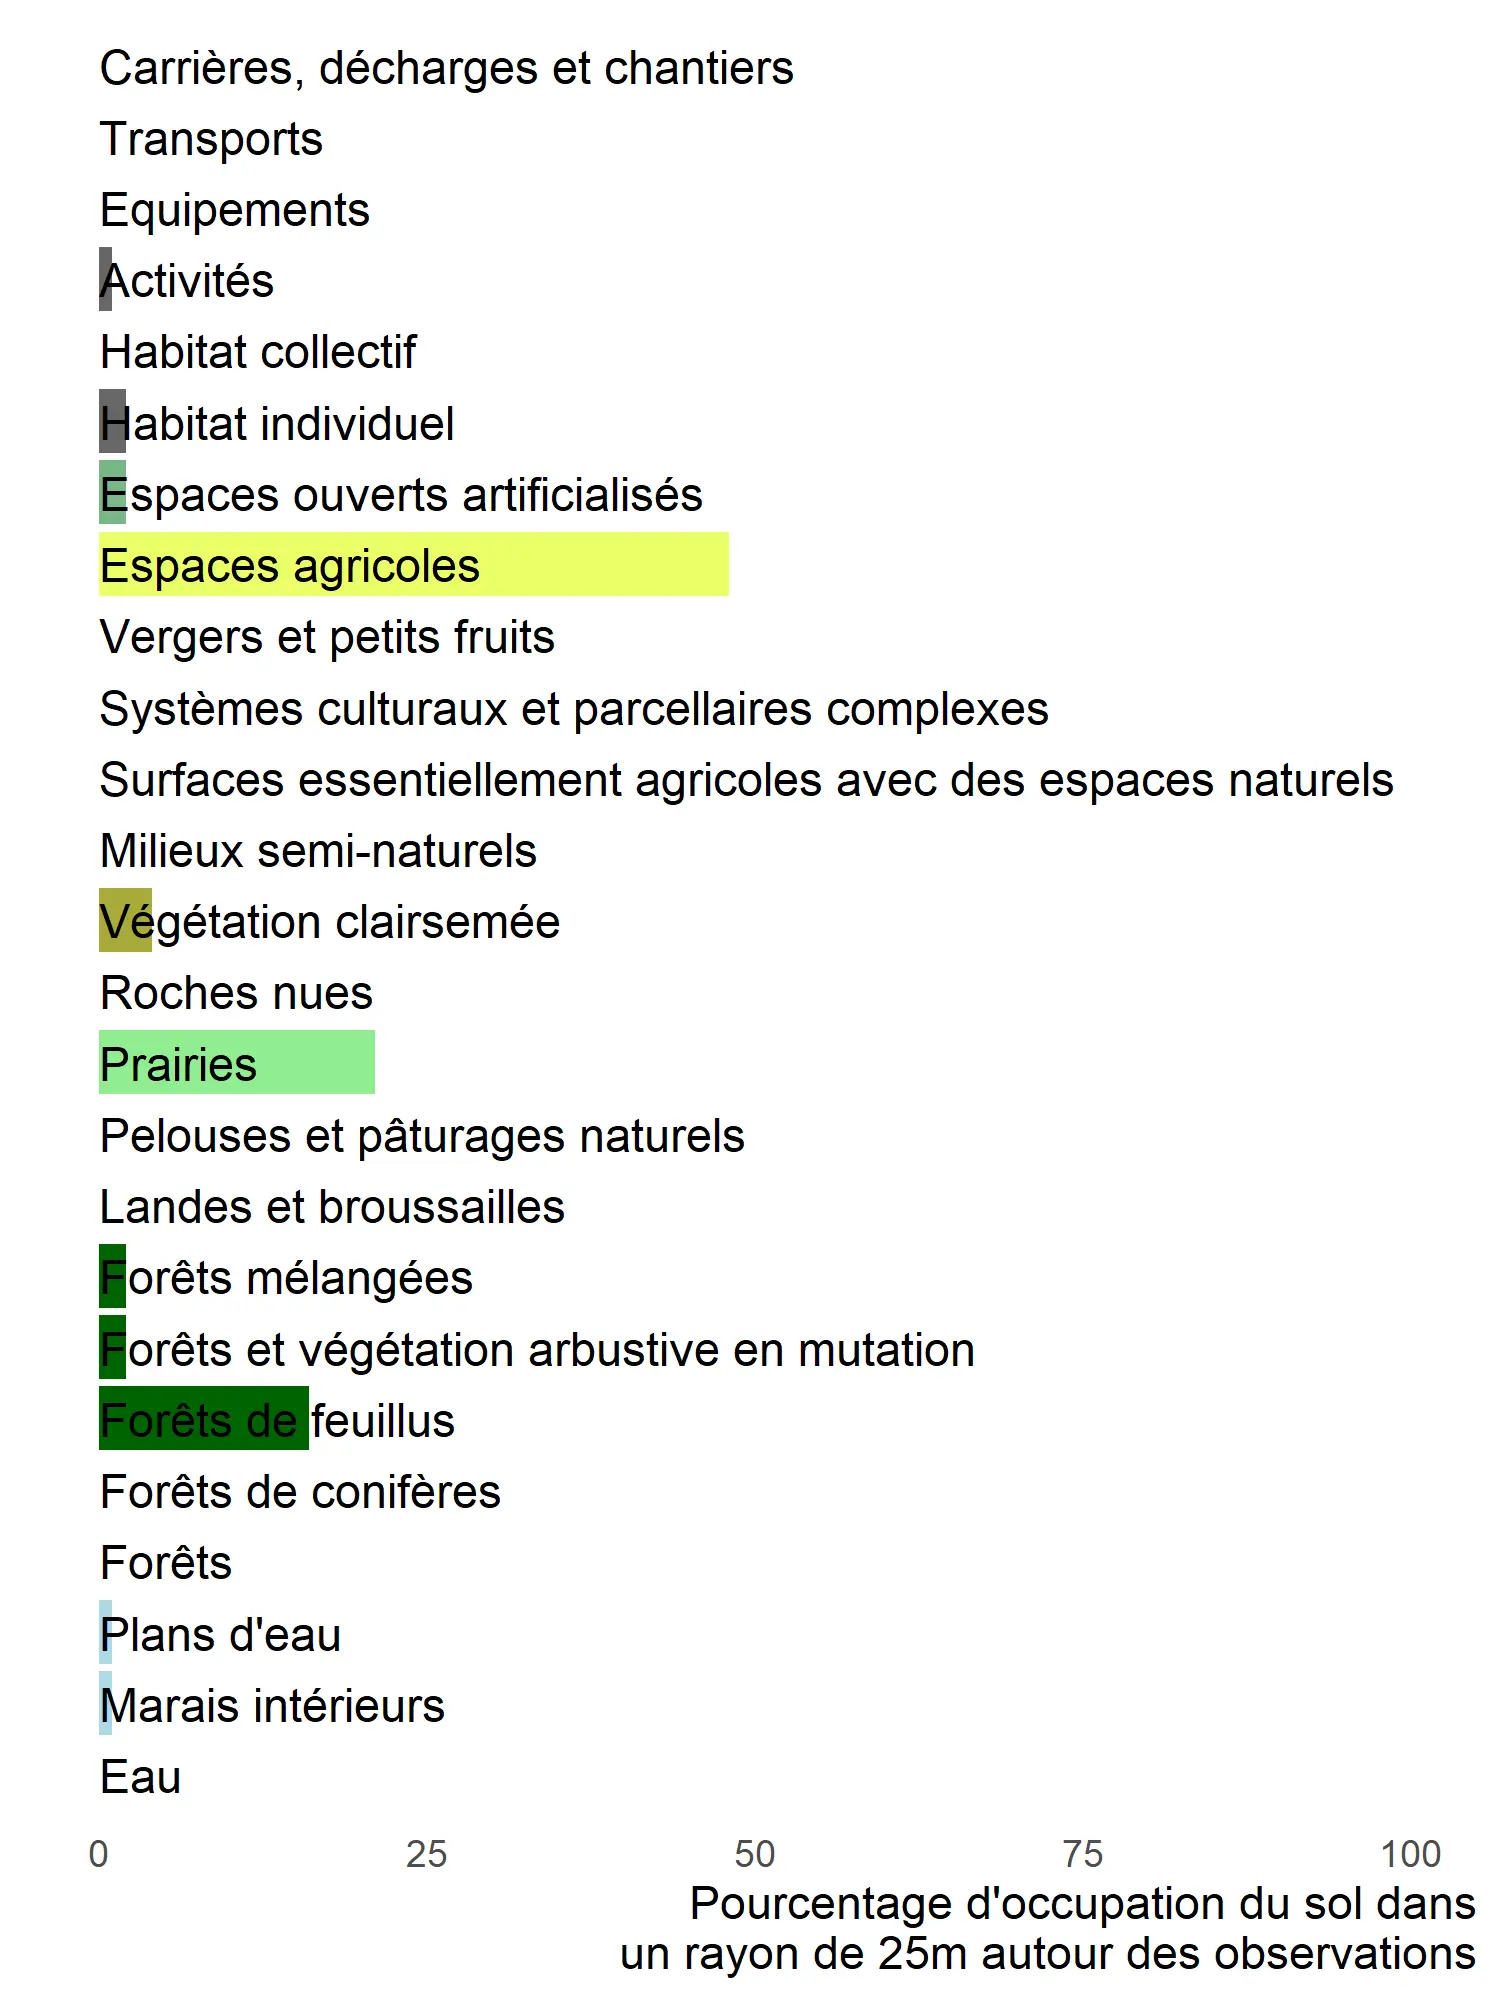 Carrières, décharges et chantiers
Transports
Equipements
Activités
Habitat collectif
Habitat individuel
Espaces ouverts artificialisés
Espaces agricoles
Vergers et petits fruits
Systèmes culturaux et parcellaires complexes
Surfaces essentiellement agricoles avec des espaces naturels
Milieux semi-naturels
Végétation clairsemée
Roches nues
Prairies
Pelouses et pâturages naturels
Landes et broussailles
Forêts mélangées
Forêts et végétation arbustive en mutation
Forêts de feuillus
Forêts de conifères
Forêts
Plans d'eau
Marais intérieurs
Eau
0 25 50 75 100
Pourcentage d'occupation du sol dans
un rayon de 25m autour des observations